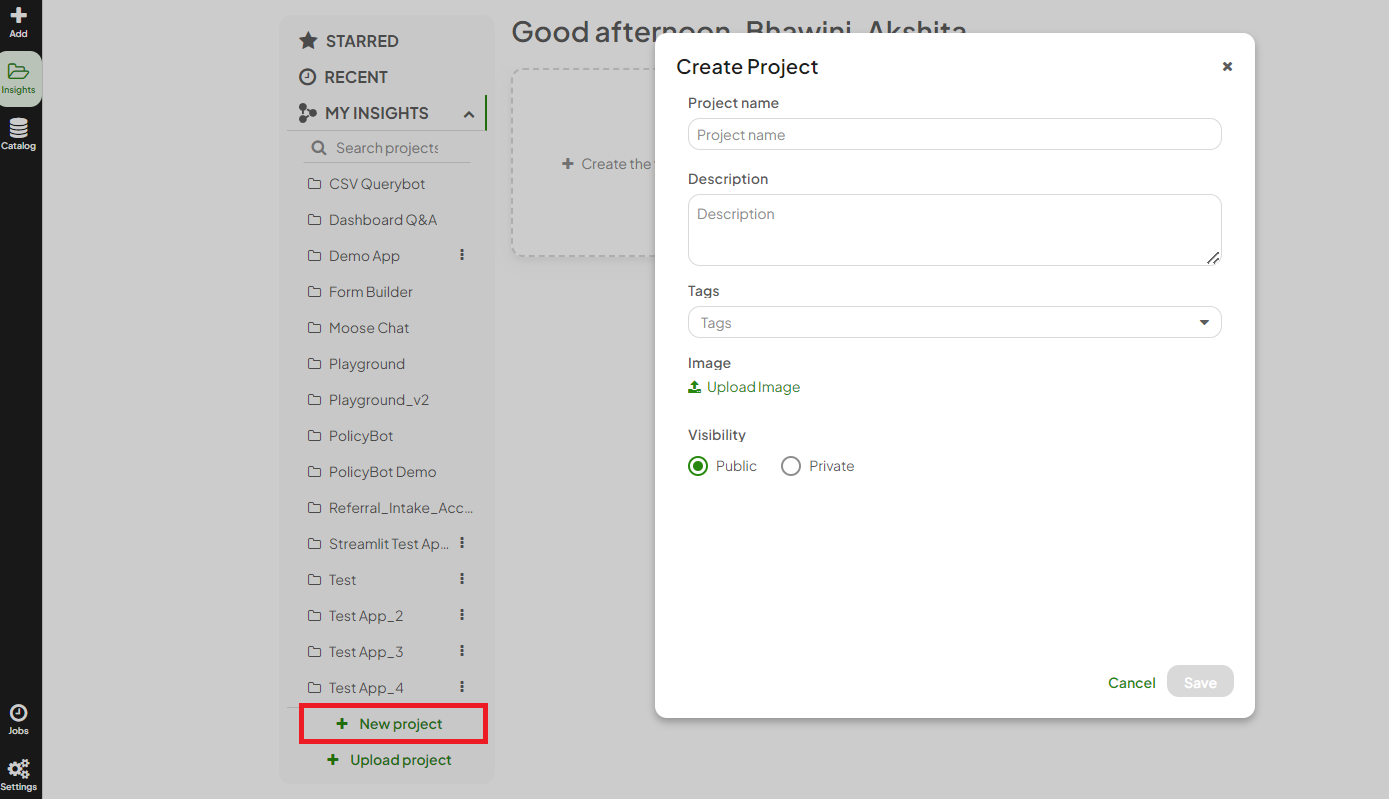 Add
Insights
Catalog
Jobs
Settings
STARRED
RECENT
MY INSIGHTS
Search projects
CSV Querybot
Dashboard Q&A
Demo App
Form Builder
Moose Chat
Playground
Playground_v2
PolicyBot
PolicyBot Demo
Referral_Intake_Acc...
Streamlit Test Ap...
Test
Test App_2
Test App_3
Test App_4
New project
Upload project
Good afternoon, Bhawini, Akshita
Create the
Create Project
Project name
Project name
Description
Description
Tags
Tags
Image
Upload Image
Visibility
Public Private
Cancel Save